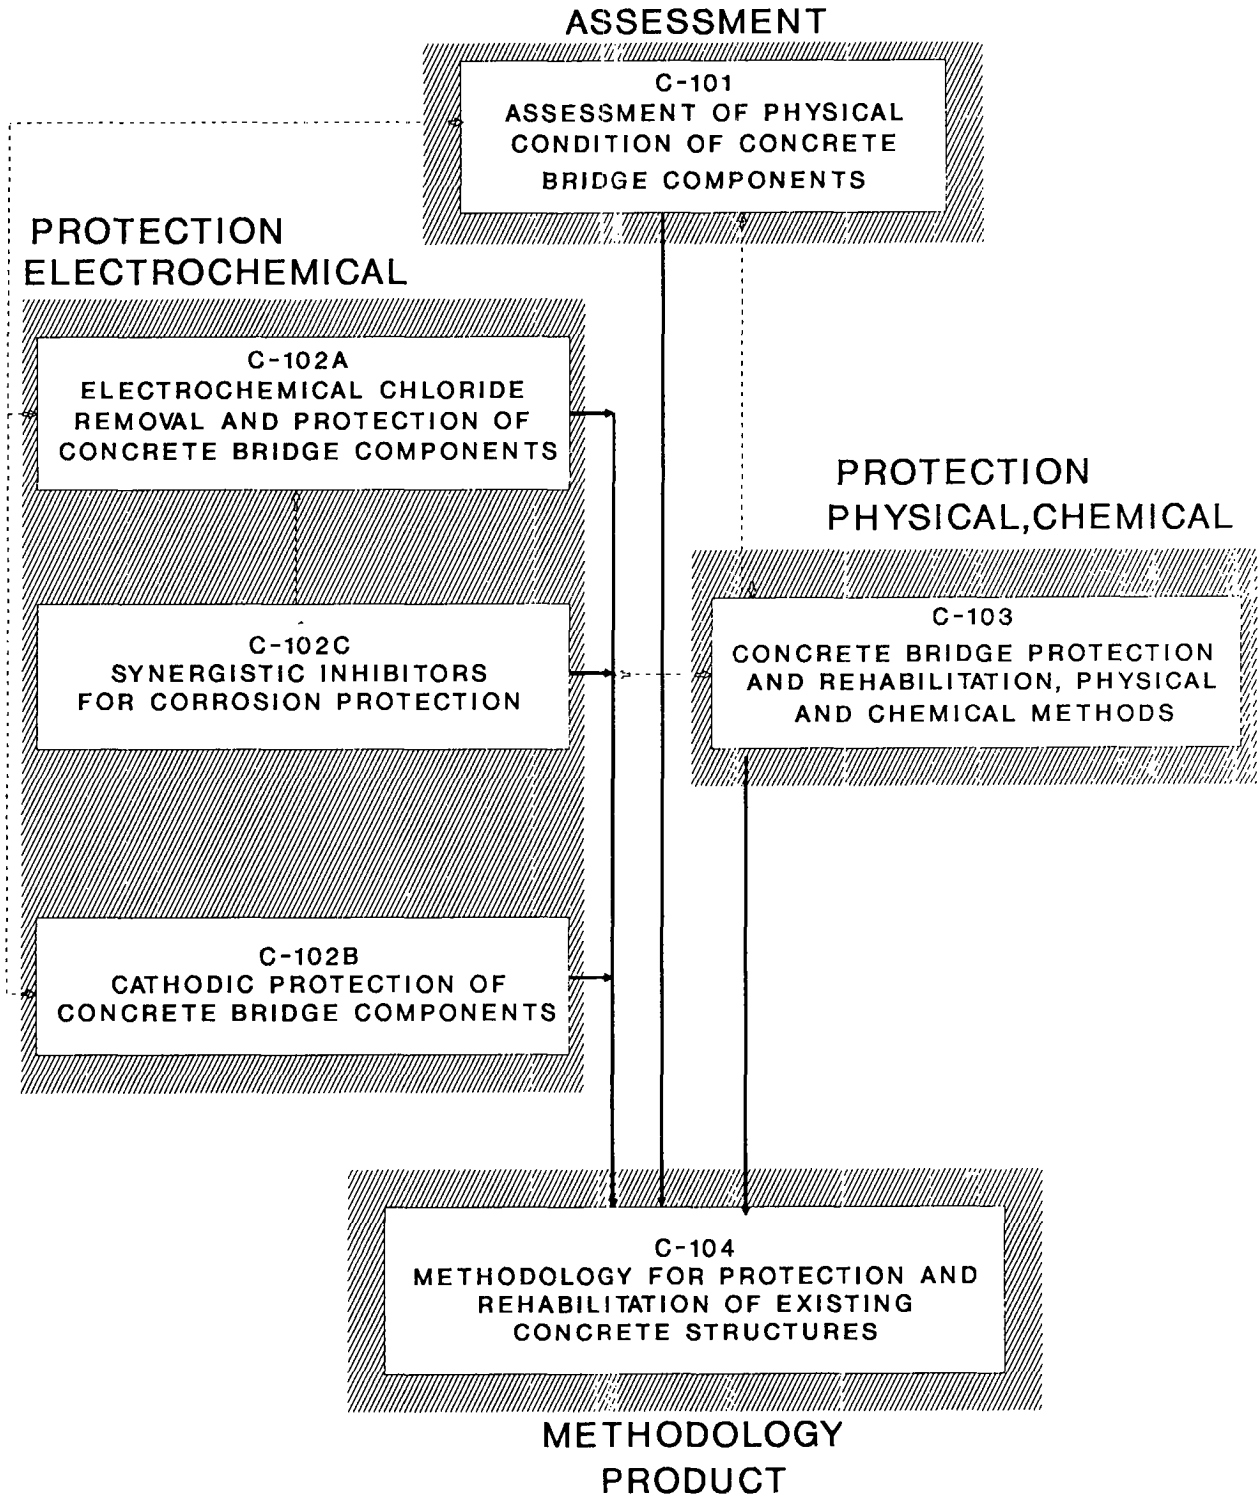 ASSESSMENT
C-101
ASSESSMENT OF PHYSICAL
CONDITION OF CONCRETE
BRIDGE COMPONENTS
PROTECTION
ELECTROCHEMICAL
C-102A
ELECTROCHEMICAL CHLORIDE
REMOVAL AND PROTECTION OF
CONCRETE BRIDGE COMPONENTS
PROTECTION
PHYSICAL,CHEMICAL
C-102C
SYNERGISTIC INHIBITORS
FOR CORROSION PROTECTION
C-103
CONCRETE BRIDGE PROTECTION
AND REHABILITATION, PHYSICAL
AND CHEMICAL METHODS
C-102B
CATHODIC PROTECTION OF
CONCRETE BRIDGE COMPONENTS
C-104
METHODOLOGY FOR PROTECTION AND
REHABILITATION OF EXISTING
CONCRETE STRUCTURES
METHODOLOGY
PRODUCT